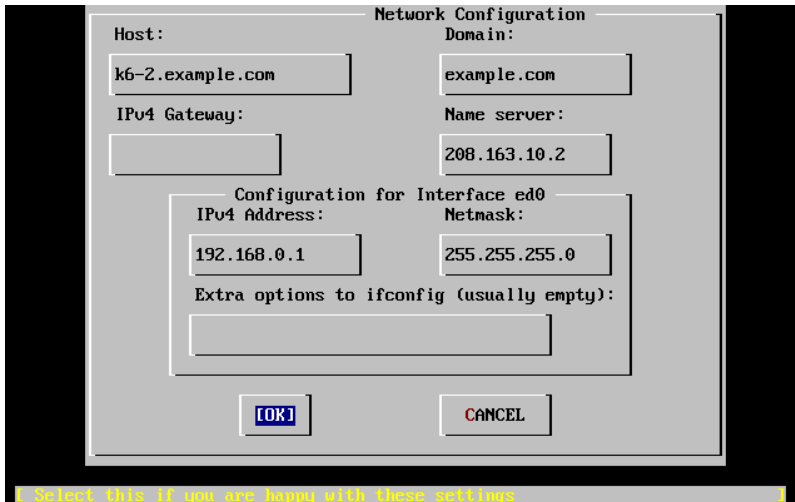 Network Configuration
Host: Domain:
k6-2.example.com example.com
IPv4 Gateway: Name server:
208.163.10.2
Configuration for Interface ed0
IPv4 Address: Netmask:
192.168.0.1 255.255.255.0
Extra options to ifconfig (usually empty):
[OK] CANCEL
[ Select this if you are happy with these settings ]